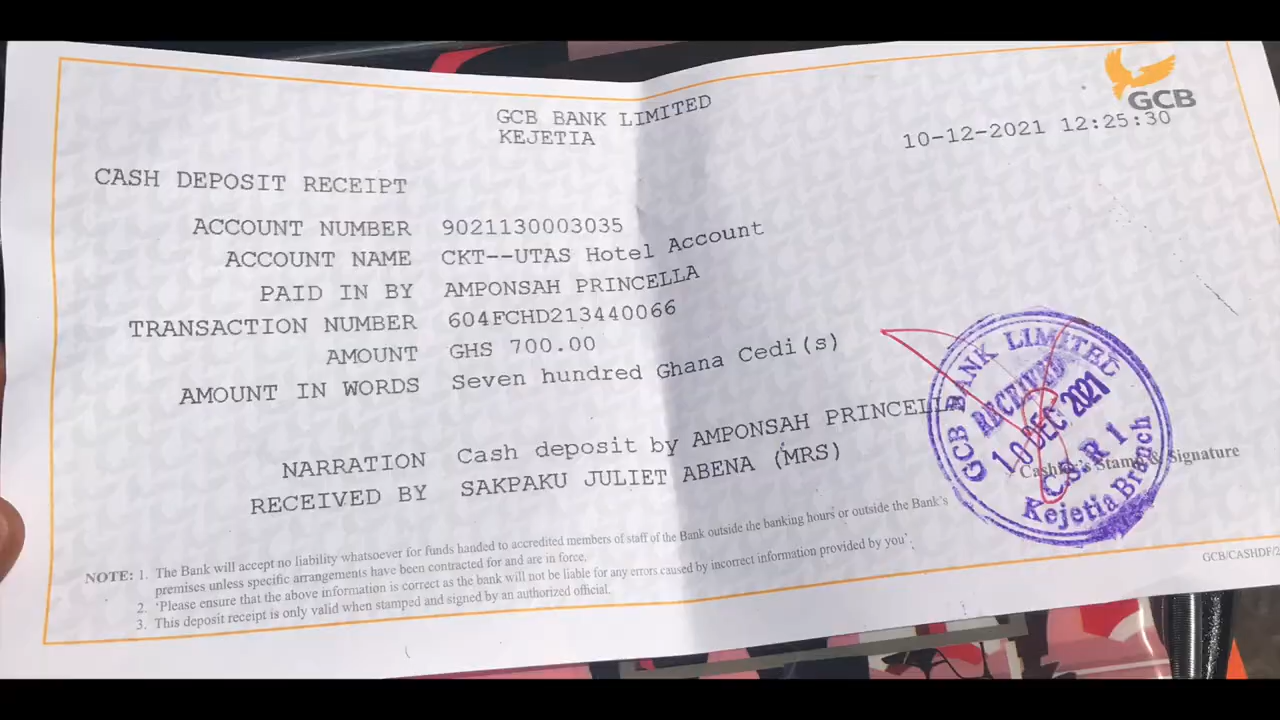 GCB
GCB BANK LIMITED
KEJETIA
10-12-2021 12:25:30
CASH DEPOSIT RECEIPT
ACCOUNT NUMBER 9021130003035
ACCOUNT NAME CKT--UTAS Hotel Account
PAID IN BY AMPONSAH PRINCELLA
TRANSACTION NUMBER 604FCHD213440066
AMOUNT GHS 700.00
AMOUNT IN WORDS Seven hundred Ghana Cedi(s)
NARRATION Cash deposit by AMPONSAH PRINCELLA
RECEIVED BY SAKPAKU JULIET ABENA (MRS)
GCB BANK LIMITED
RECEIVED
10 DEC 2021
C.S.R 1
Kejetia Branch
Cashier's Stamp & Signature
NOTE: 1. The Bank will accept no liability whatsoever for funds handed to accredited members of staff of the Bank outside the banking hours or outside the Bank's
premises unless specific arrangements have been contracted for and are in force.
2. 'Please ensure that the above information is correct as the bank will not be liable for any errors caused by incorrect information provided by you'.
3. This deposit receipt is only valid when stamped and signed by an authorized official.
GCB/CASHDF/2